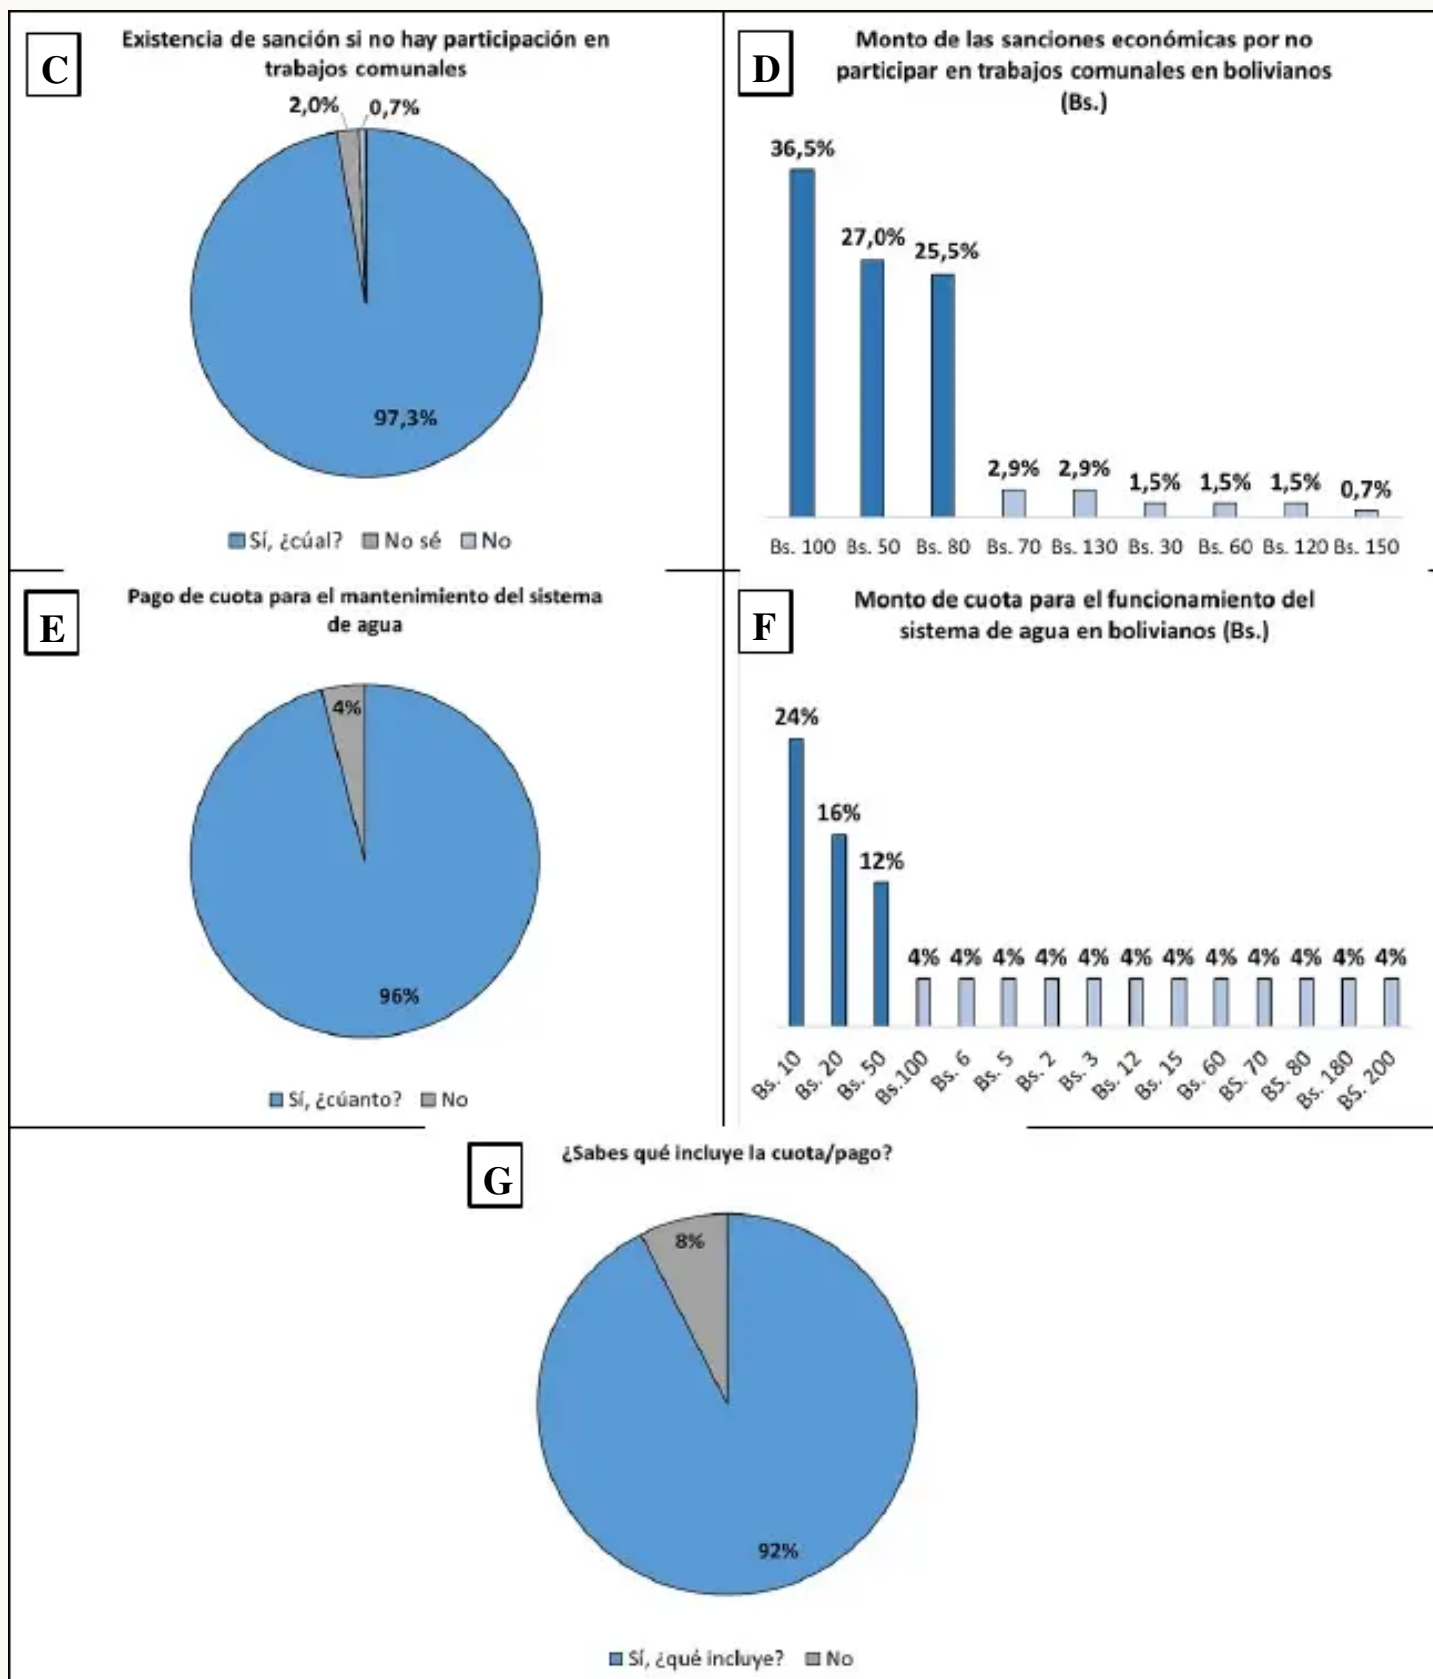 C
Existencia de sanción si no hay participación en
trabajos comunales
2,0% 0,7%
97,3%
Sí, ¿cúal? No sé No
D
Monto de las sanciones económicas por no
participar en trabajos comunales en bolivianos
(Bs.)
36,5%
27,0%
25,5%
2,9% 2,9% 1,5% 1,5% 1,5% 0,7%
Bs. 100 Bs. 50 Bs. 80 Bs. 70 Bs. 130 Bs. 30 Bs. 60 Bs. 120 Bs. 150
E
Pago de cuota para el mantenimiento del sistema
de agua
4%
96%
Sí, ¿cúanto? No
F
Monto de cuota para el funcionamiento del
sistema de agua en bolivianos (Bs.)
24%
16%
12%
4% 4% 4% 4% 4% 4% 4% 4% 4% 4% 4% 4%
Bs. 10 Bs. 20 Bs. 50 Bs.100 Bs. 6 Bs. 5 Bs. 2 Bs. 3 Bs. 12 Bs. 15 Bs. 60 BS. 70 BS. 80 Bs. 180 BS. 200
G
¿Sabes qué incluye la cuota/pago?
8%
92%
Sí, ¿qué incluye? No